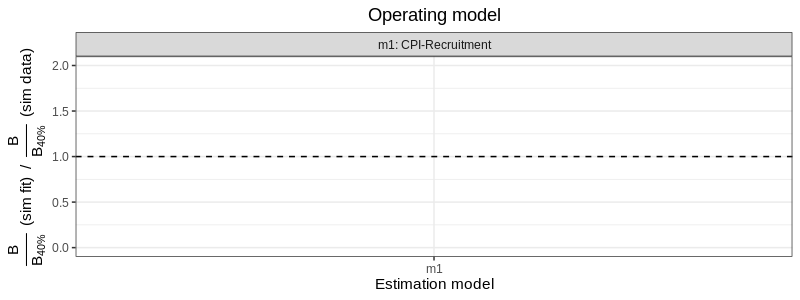 Operating model
m1: CPI-Recruitment
B/B40% (sim fit) / B/B40% (sim data)
2.0
1.5
1.0
0.5
0.0
m1
Estimation model